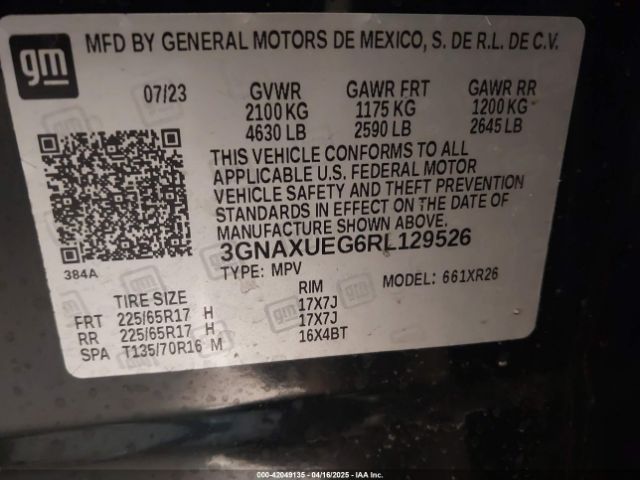 gm
MFD BY GENERAL MOTORS DE MEXICO, S. DE R.L. DE C.V.
07/23 GVWR GAWR FRT GAWR RR
2100 KG 1175 KG 1200 KG
4630 LB 2590 LB 2645 LB
THIS VEHICLE CONFORMS TO ALL
APPLICABLE U.S. FEDERAL MOTOR
VEHICLE SAFETY AND THEFT PREVENTION
STANDARDS IN EFFECT ON THE DATE OF
MANUFACTURE SHOWN ABOVE.
3GNAXUEG6RL129526
384A
TYPE: MPV MODEL: 661XR26
TIRE SIZE RIM
FRT 225/65R17 H 17X7J
RR 225/65R17 H 17X7J
SPA T135/70R16 M 16X4BT
000-42049135 - 04/16/2025 - IAAI.COM